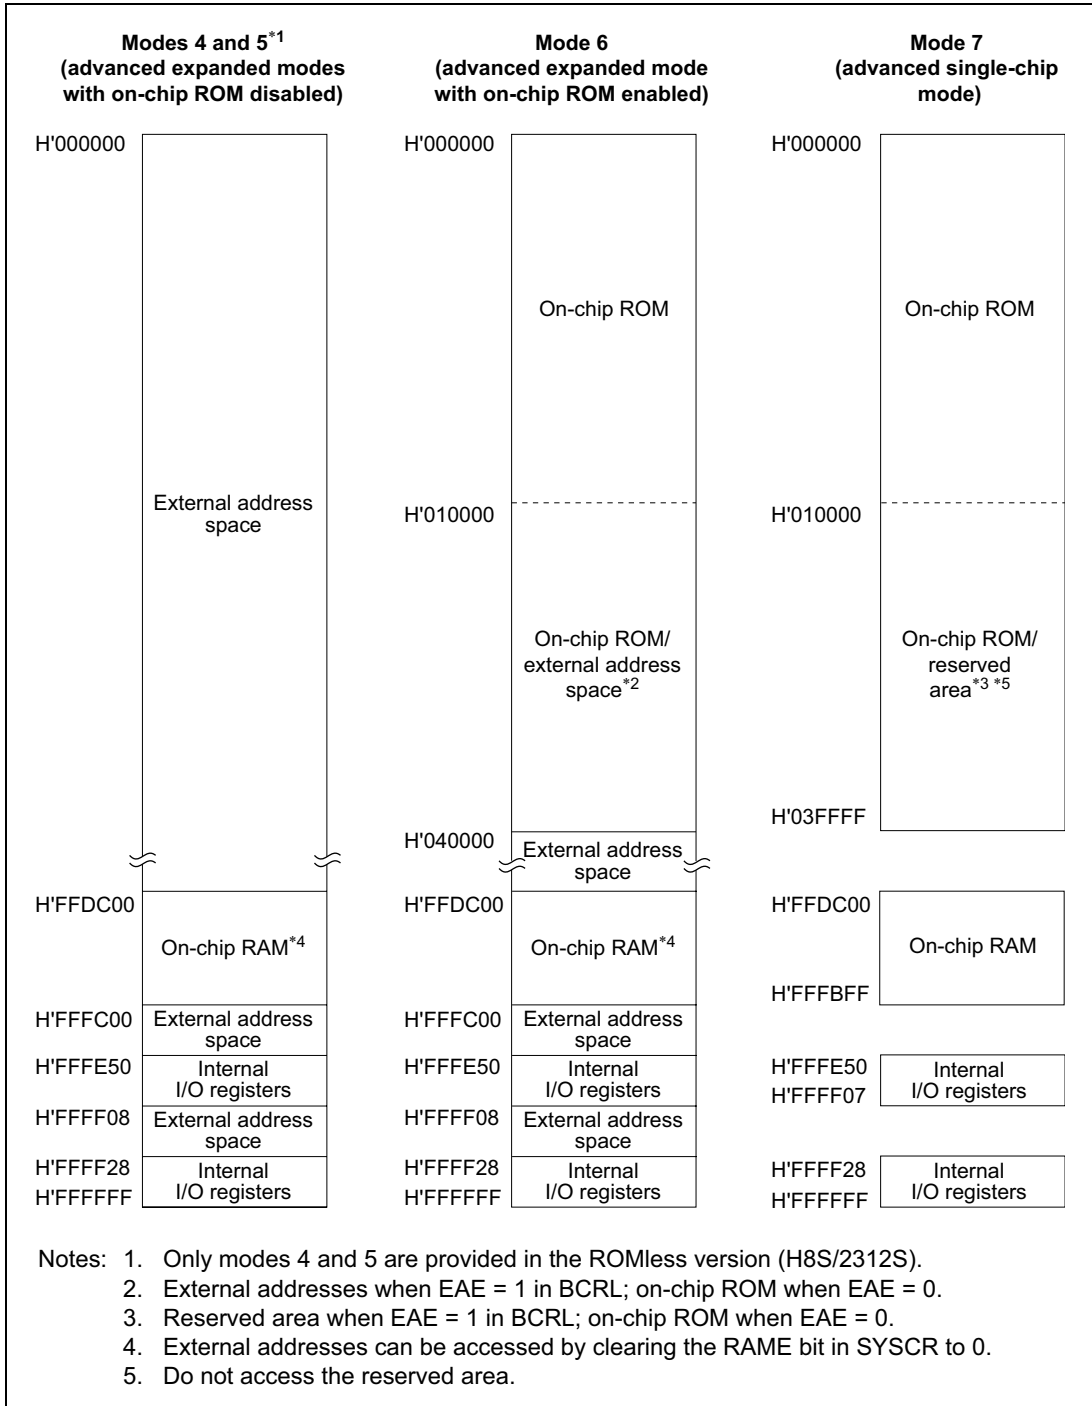 Modes 4 and 5*1
(advanced expanded modes
with on-chip ROM disabled)
H'000000
External address
space
H'FFDC00
On-chip RAM*4
H'FFFC00
External address
space
H'FFFE50
Internal
I/O registers
H'FFFF08
External address
space
H'FFFF28
Internal
I/O registers
H'FFFFFF
Mode 6
(advanced expanded mode
with on-chip ROM enabled)
H'000000
On-chip ROM
H'010000
On-chip ROM/
external address
space*2
H'040000
External address
space
H'FFDC00
On-chip RAM*4
H'FFFC00
External address
space
H'FFFE50
Internal
I/O registers
H'FFFF08
External address
space
H'FFFF28
Internal
I/O registers
H'FFFFFF
Mode 7
(advanced single-chip
mode)
H'000000
On-chip ROM
H'010000
On-chip ROM/
reserved
area*3 *5
H'03FFFF
H'FFDC00
On-chip RAM
H'FFFBFF
H'FFFE50
Internal
I/O registers
H'FFFF07
H'FFFF28
Internal
I/O registers
H'FFFFFF
Notes: 1. Only modes 4 and 5 are provided in the ROMless version (H8S/2312S).
2. External addresses when EAE = 1 in BCRL; on-chip ROM when EAE = 0.
3. Reserved area when EAE = 1 in BCRL; on-chip ROM when EAE = 0.
4. External addresses can be accessed by clearing the RAME bit in SYSCR to 0.
5. Do not access the reserved area.